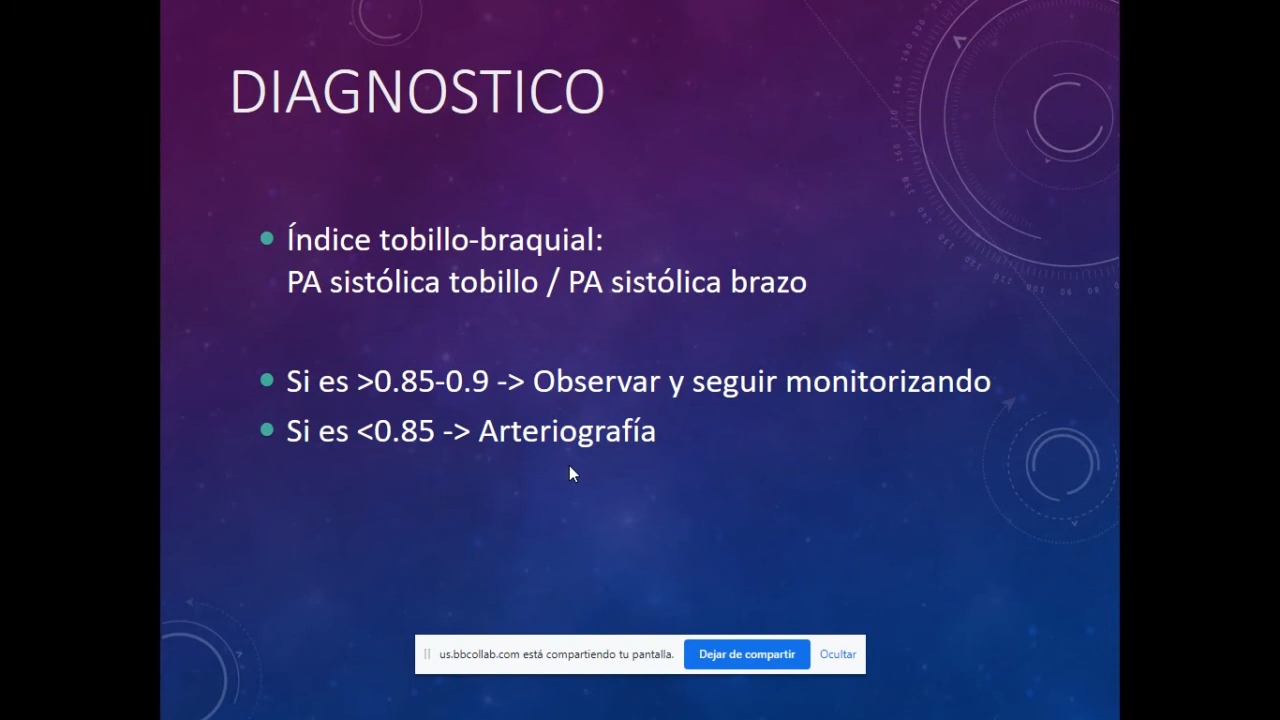 DIAGNOSTICO
Índice tobillo-braquial:
PA sistólica tobillo / PA sistólica brazo
Si es >0.85-0.9 -> Observar y seguir monitorizando
Si es <0.85 -> Arteriografía
us.bbcollab.com está compartiendo tu pantalla. Dejar de compartir Ocultar